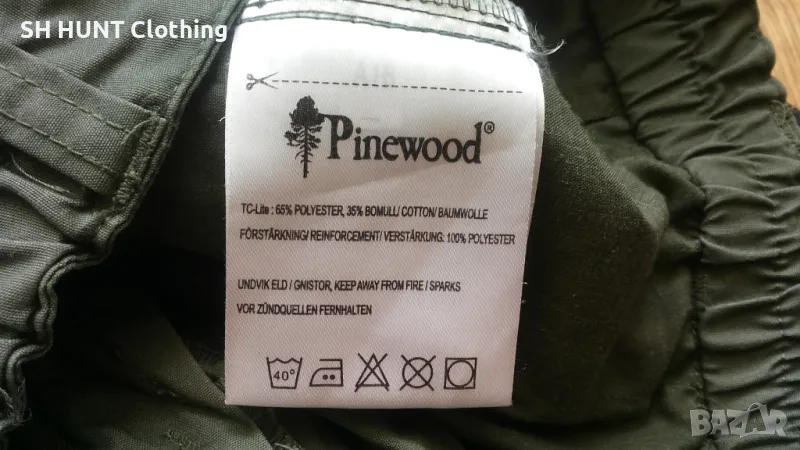 SH HUNT Clothing
Pinewood®
TC-Lite : 65% POLYESTER, 35% BOMULL/ COTTON/ BAUMWOLLE
FÖRSTÄRKNING/ REINFORCEMENT/ VERSTÄRKUNG: 100% POLYESTER
UNDVIK ELD / GNISTOR, KEEP AWAY FROM FIRE / SPARKS
VOR ZÜNDQUELLEN FERNHALTEN
40°
BAZAR